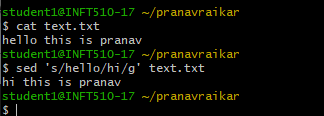 student1@INFT510-17 ~/pranavraikar
$ cat text.txt
hello this is pranav
student1@INFT510-17 ~/pranavraikar
$ sed 's/hello/hi/g' text.txt
hi this is pranav
student1@INFT510-17 ~/pranavraikar
$